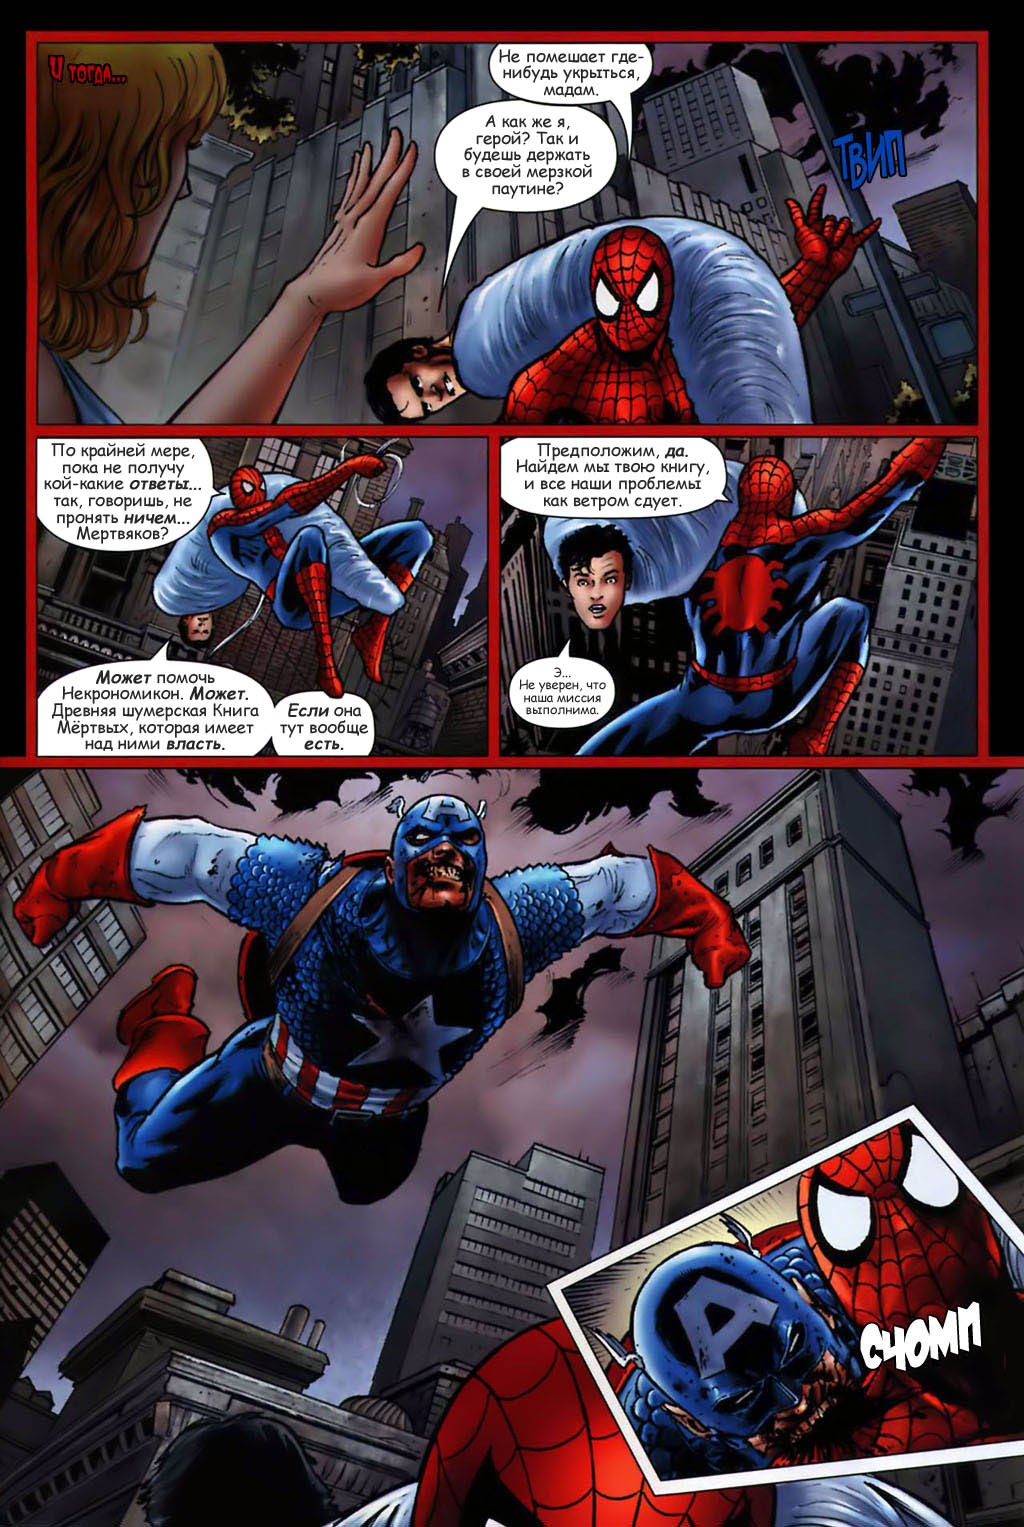 И тогда...
Не помешает где-
нибудь укрыться,
мадам.
А как же я,
герой? Так и
будешь держать
в своей мерзкой
паутине?
ТВИП
По крайней мере,
пока не получу
кой-какие ответы...
так, говоришь, не
пронять ничем...
Мертвяков?
Может помочь
Некрономикон. Может.
Древняя шумерская Книга
Мёртвых, которая имеет
над ними власть.
Если она
тут вообще
есть.
Предположим, да.
Найдем мы твою книгу,
и все наши проблемы
как ветром сдует.
Э...
Не уверен, что
наша миссия
выполнима.
A
A
СЧОМП